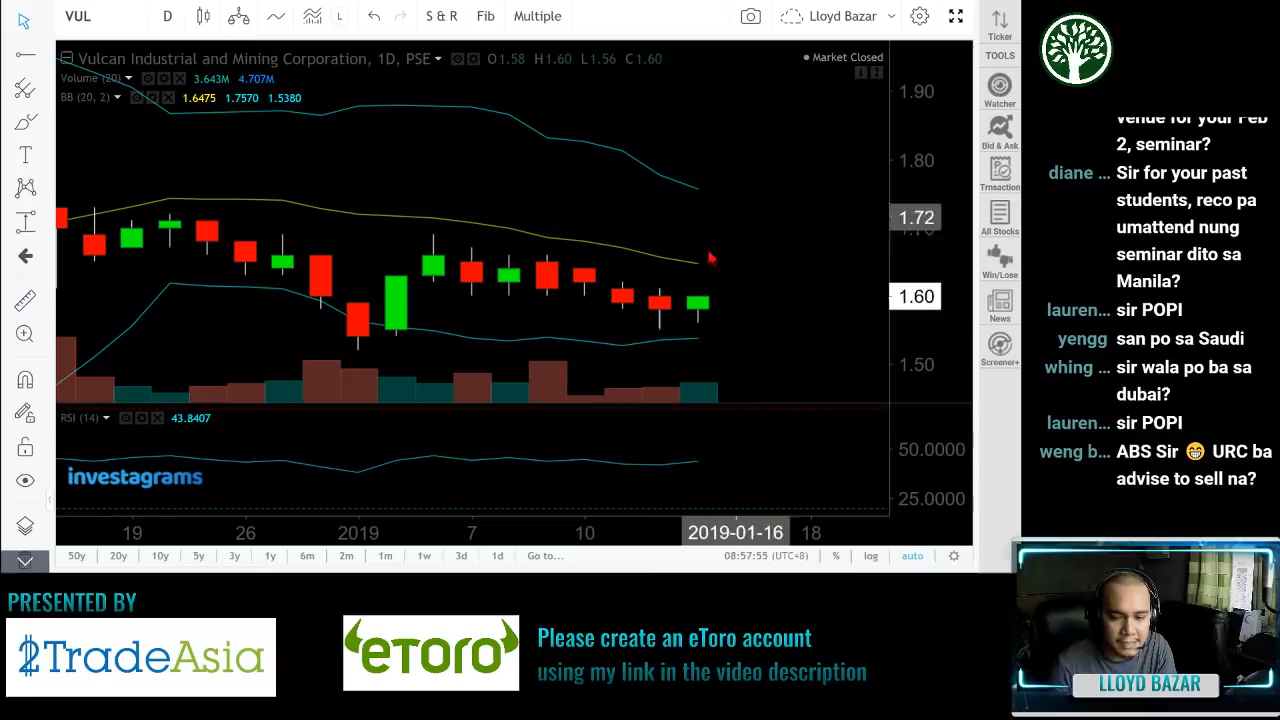 VUL
D
L
S & R
Fib
Multiple
Lloyd Bazar
Vulcan Industrial and Mining Corporation, 1D, PSE
O1.58 H1.60 L1.56 C1.60
Market Closed
Volume (20)
3.643M 4.707M
BB (20, 2)
1.6475 1.7570 1.5380
1.90
1.80
1.72
1.60
1.50
RSI (14)
43.8407
50.0000
25.0000
investagrams
19
26
2019
7
10
2019-01-16
18
50y
20y
10y
5y
3y
1y
6m
2m
1m
1w
3d
1d
Go to...
08:57:55 (UTC+8)
%
log
auto
Ticker
TOOLS
Watcher
Bid & Ask
Trnsaction
All Stocks
Win/Lose
News
Screener+
venue for your Feb
2, seminar?
diane ... Sir for your past
students, reco pa
umattend nung
seminar dito sa
Manila?
lauren... sir POPI
yengg san po sa Saudi
whing ... sir wala po ba sa
dubai?
lauren... sir POPI
weng b... ABS Sir 😁 URC ba
advise to sell na?
PRESENTED BY
2TradeAsia
eToro
Please create an eToro account
using my link in the video description
LLOYD BAZAR